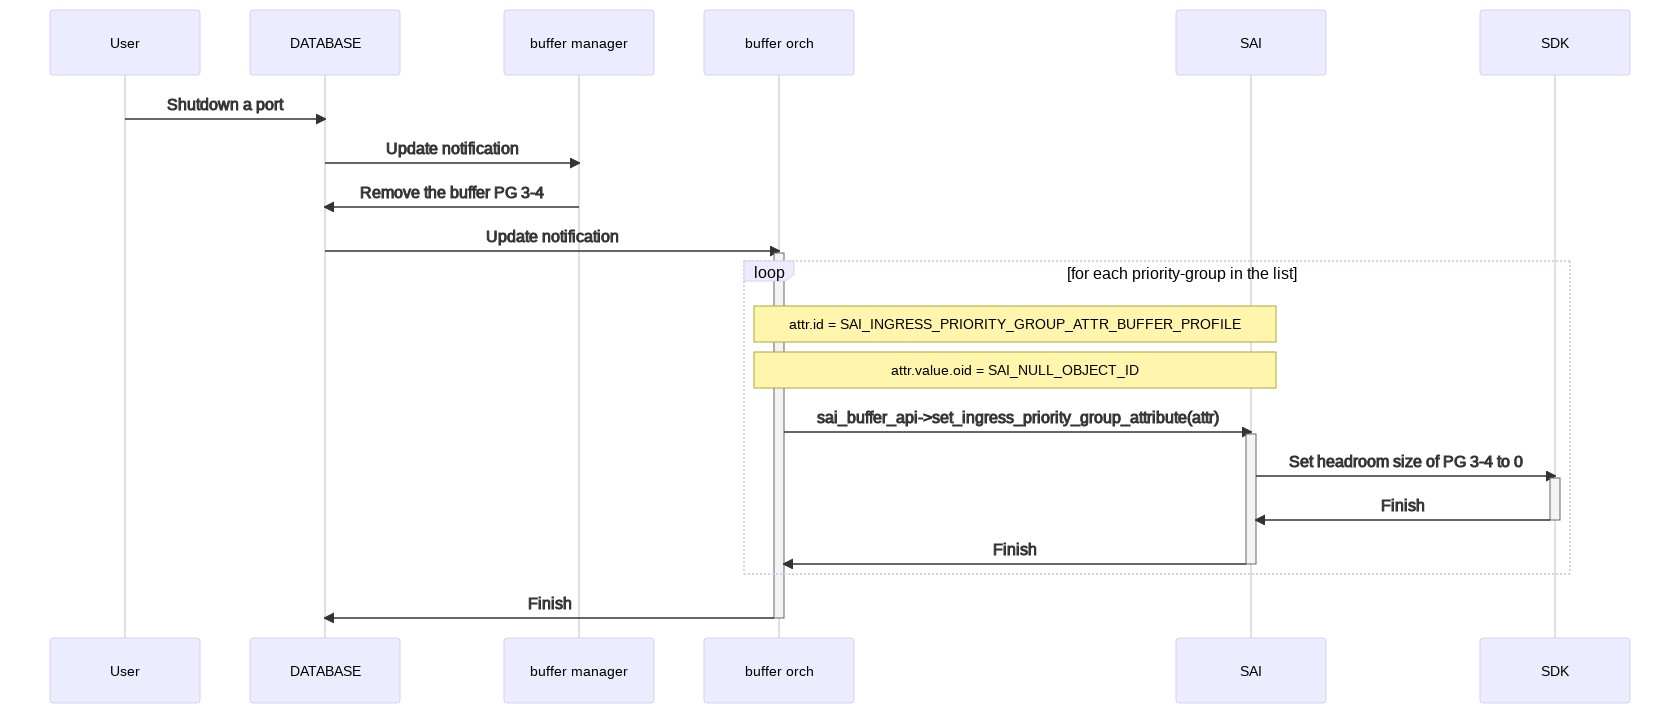 User
DATABASE
buffer manager
buffer orch
SAI
SDK
Shutdown a port
Update notification
Remove the buffer PG 3-4
Update notification
loop
[for each priority-group in the list]
attr.id = SAI_INGRESS_PRIORITY_GROUP_ATTR_BUFFER_PROFILE
attr.value.oid = SAI_NULL_OBJECT_ID
sai_buffer_api->set_ingress_priority_group_attribute(attr)
Set headroom size of PG 3-4 to 0
Finish
Finish
Finish
User
DATABASE
buffer manager
buffer orch
SAI
SDK